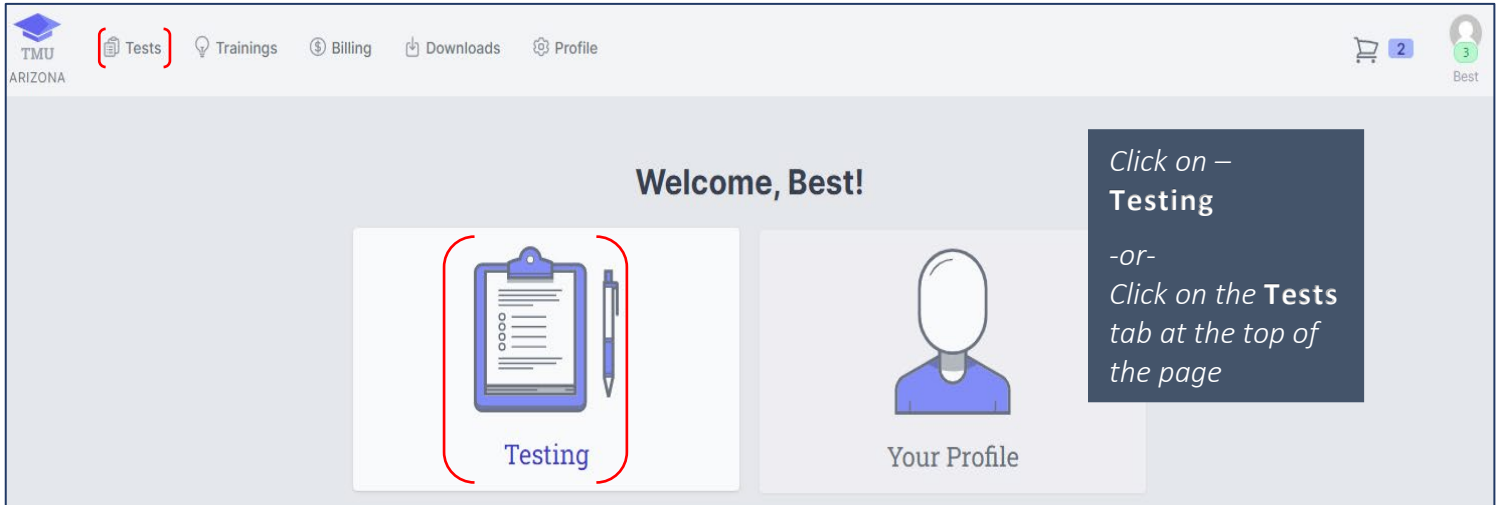 TMU
ARIZONA
Tests Trainings Billing Downloads Profile
2
3
Best
Welcome, Best!
Testing
Your Profile
Click on –
Testing
-or-
Click on the Tests
tab at the top of
the page